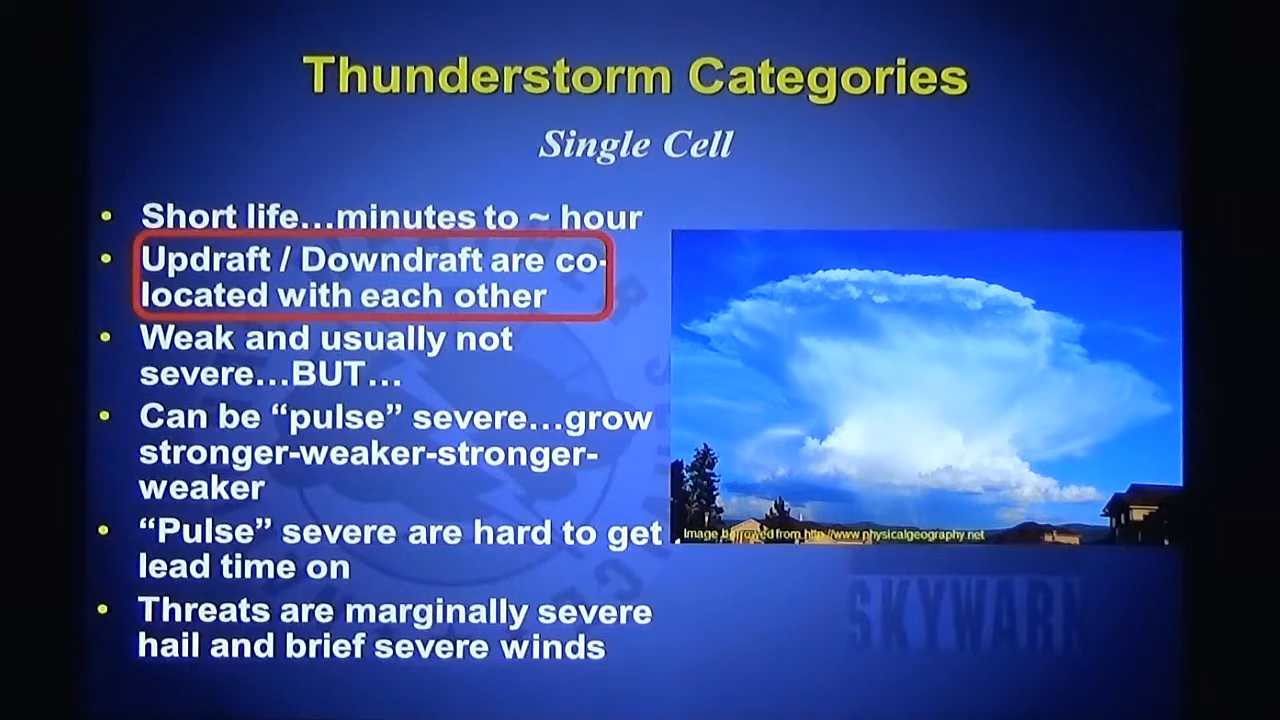 Thunderstorm Categories
Single Cell
• Short life…minutes to ~ hour
• Updraft / Downdraft are co-
located with each other
• Weak and usually not
severe…BUT…
• Can be “pulse” severe…grow
stronger-weaker-stronger-
weaker
• “Pulse” severe are hard to get
lead time on
• Threats are marginally severe
hail and brief severe winds
Image borrowed from http://www.physicalgeography.net
SKYWARN